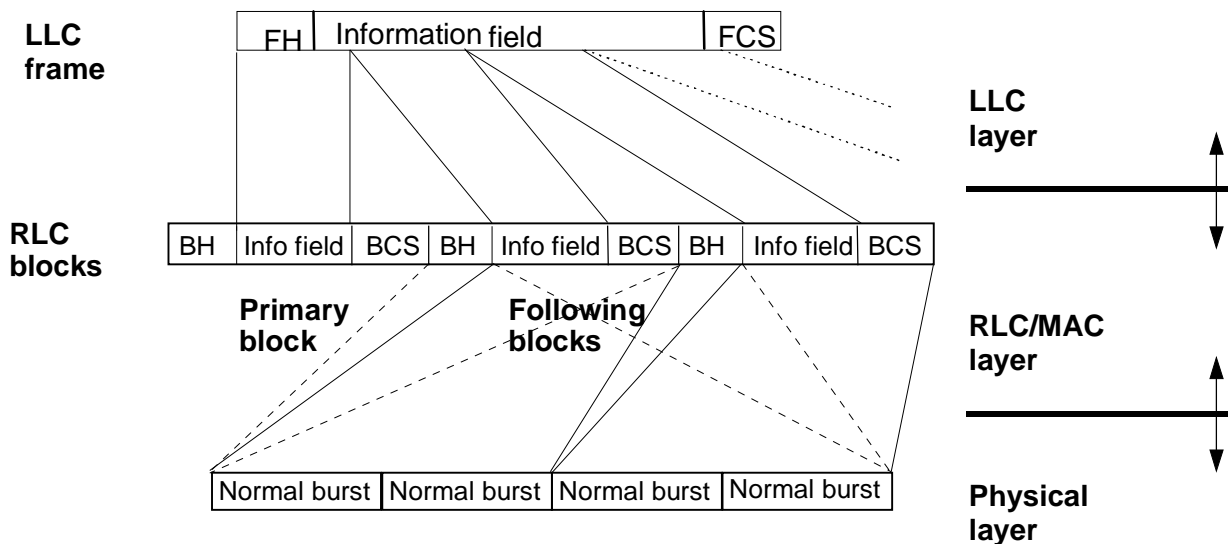 LLC
frame
FH Information field FCS
LLC
layer
RLC
blocks
BH Info field BCS BH Info field BCS BH Info field BCS
Primary
block
Following
blocks
RLC/MAC
layer
Normal burst Normal burst Normal burst Normal burst
Physical
layer